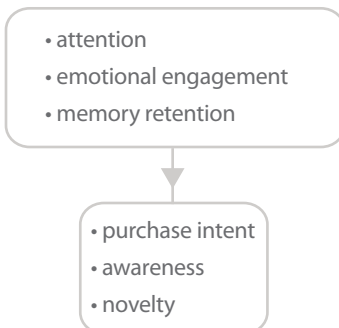 • attention
• emotional engagement
• memory retention
• purchase intent
• awareness
• novelty